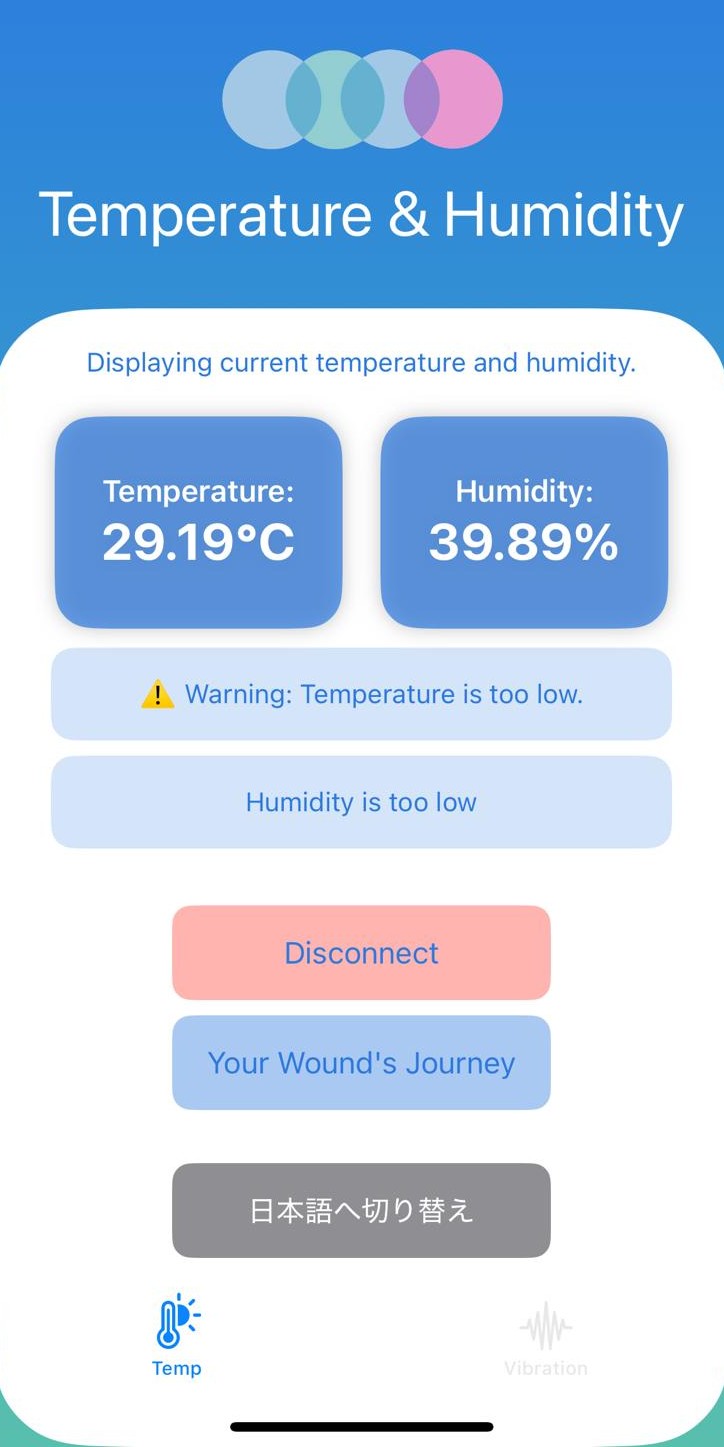 Temperature & Humidity
Displaying current temperature and humidity.
Temperature:
29.19°C
Humidity:
39.89%
⚠️ Warning: Temperature is too low.
Humidity is too low
Disconnect
Your Wound's Journey
日本語へ切り替え
Temp
Vibration